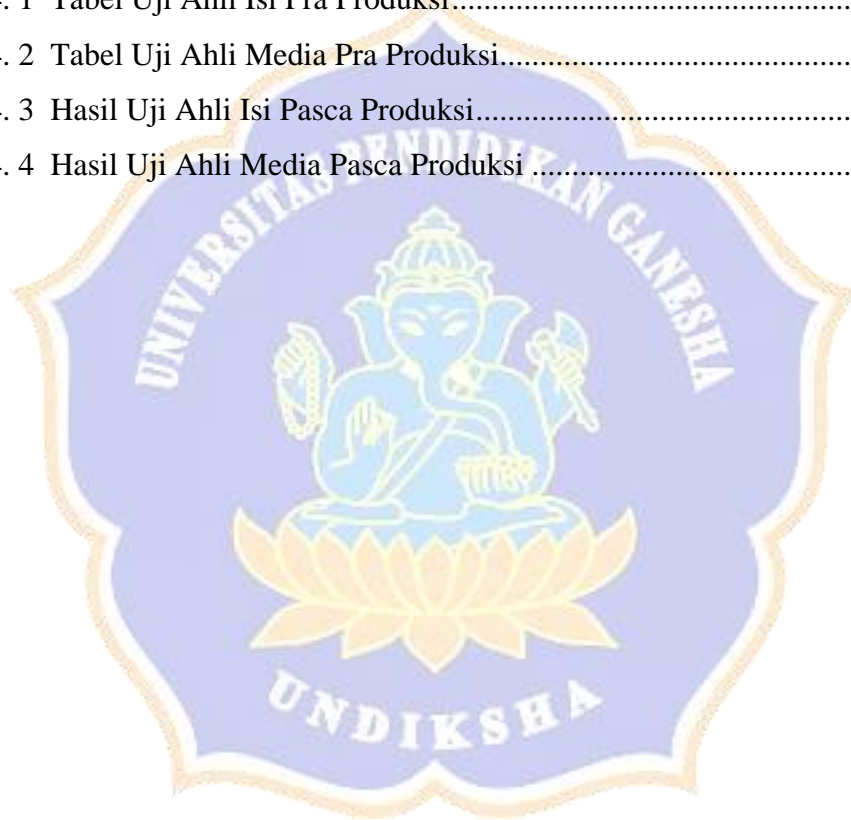 . 1 Tabel Uji Ahli Isi Pra Produksi..........................................
. 2 Tabel Uji Ahli Media Pra Produksi.....................................
. 3 Hasil Uji Ahli Isi Pasca Produksi........................................
. 4 Hasil Uji Ahli Media Pasca Produksi ..................................
UNIVERSITAS PENDIDIKAN GANESHA
UNDIKSHA